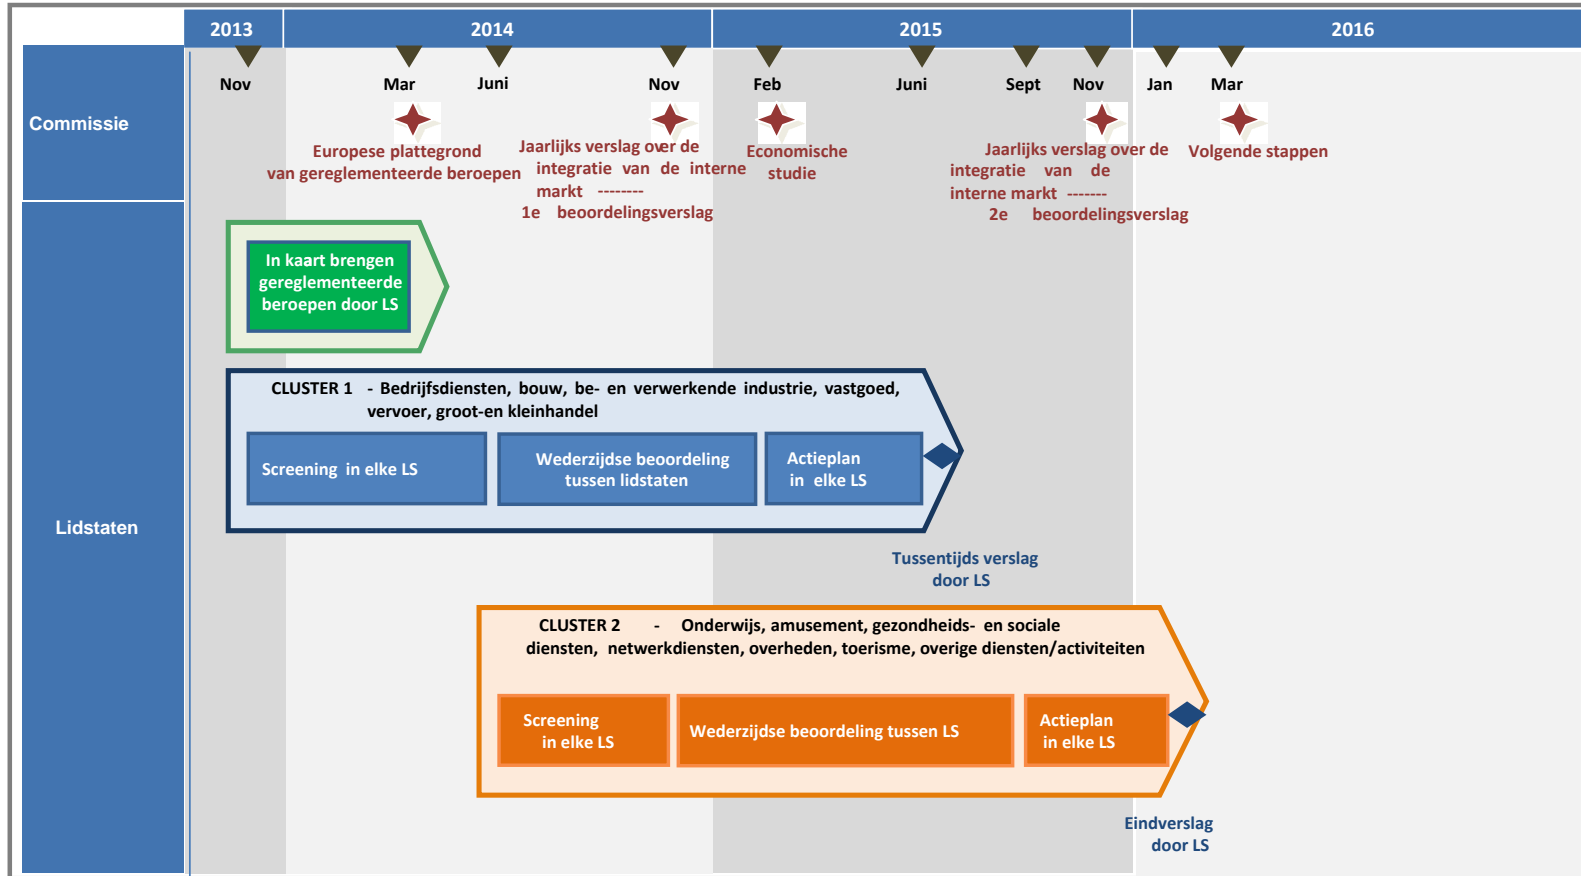 2013 2014 2015 2016
Nov Mar Juni Nov Feb Juni Sept Nov Jan Mar
Commissie
Europese plattegrond
van gereglementeerde beroepen
Jaarlijks verslag over de
integratie van de interne
markt --------
1e beoordelingsverslag
Economische
studie
Jaarlijks verslag over de
integratie van de
interne markt -------
2e beoordelingsverslag
Volgende stappen
Lidstaten
In kaart brengen
gereglementeerde
beroepen door LS
CLUSTER 1 - Bedrijfsdiensten, bouw, be- en verwerkende industrie, vastgoed,
vervoer, groot-en kleinhandel
Screening in elke LS
Wederzijdse beoordeling
tussen lidstaten
Actieplan
in elke LS
Tussentijds verslag
door LS
CLUSTER 2 - Onderwijs, amusement, gezondheids- en sociale
diensten, netwerkdiensten, overheden, toerisme, overige diensten/activiteiten
Screening
in elke LS
Wederzijdse beoordeling tussen LS
Actieplan
in elke LS
Eindverslag
door LS